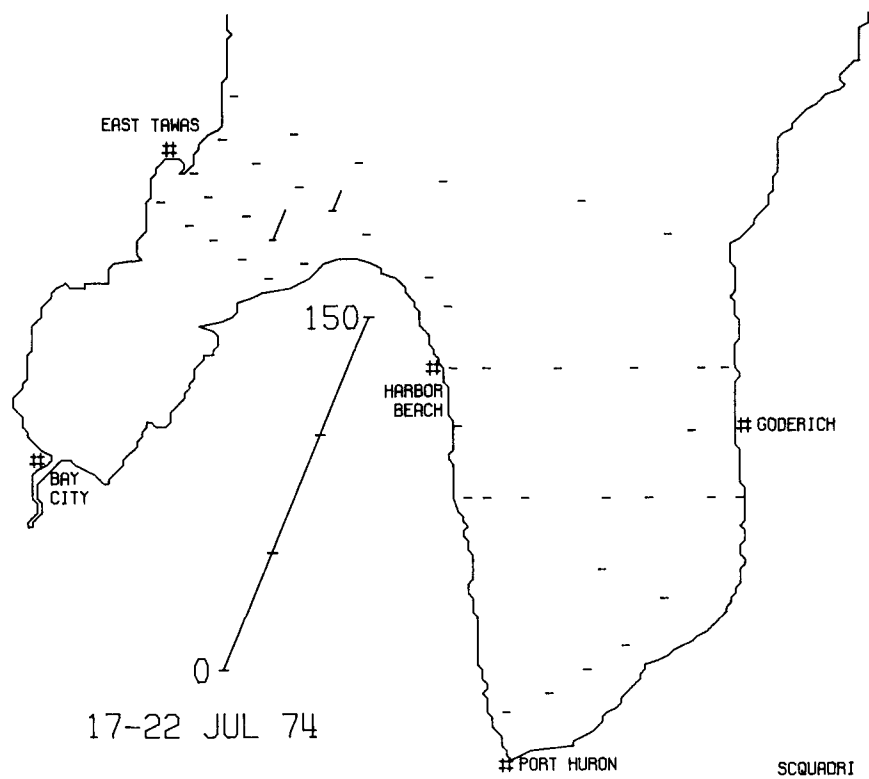 EAST TAWAS
150
HARBOR
BEACH
GODERICH
BAY
CITY
0
17-22 JUL 74
PORT HURON
SCQUADRI